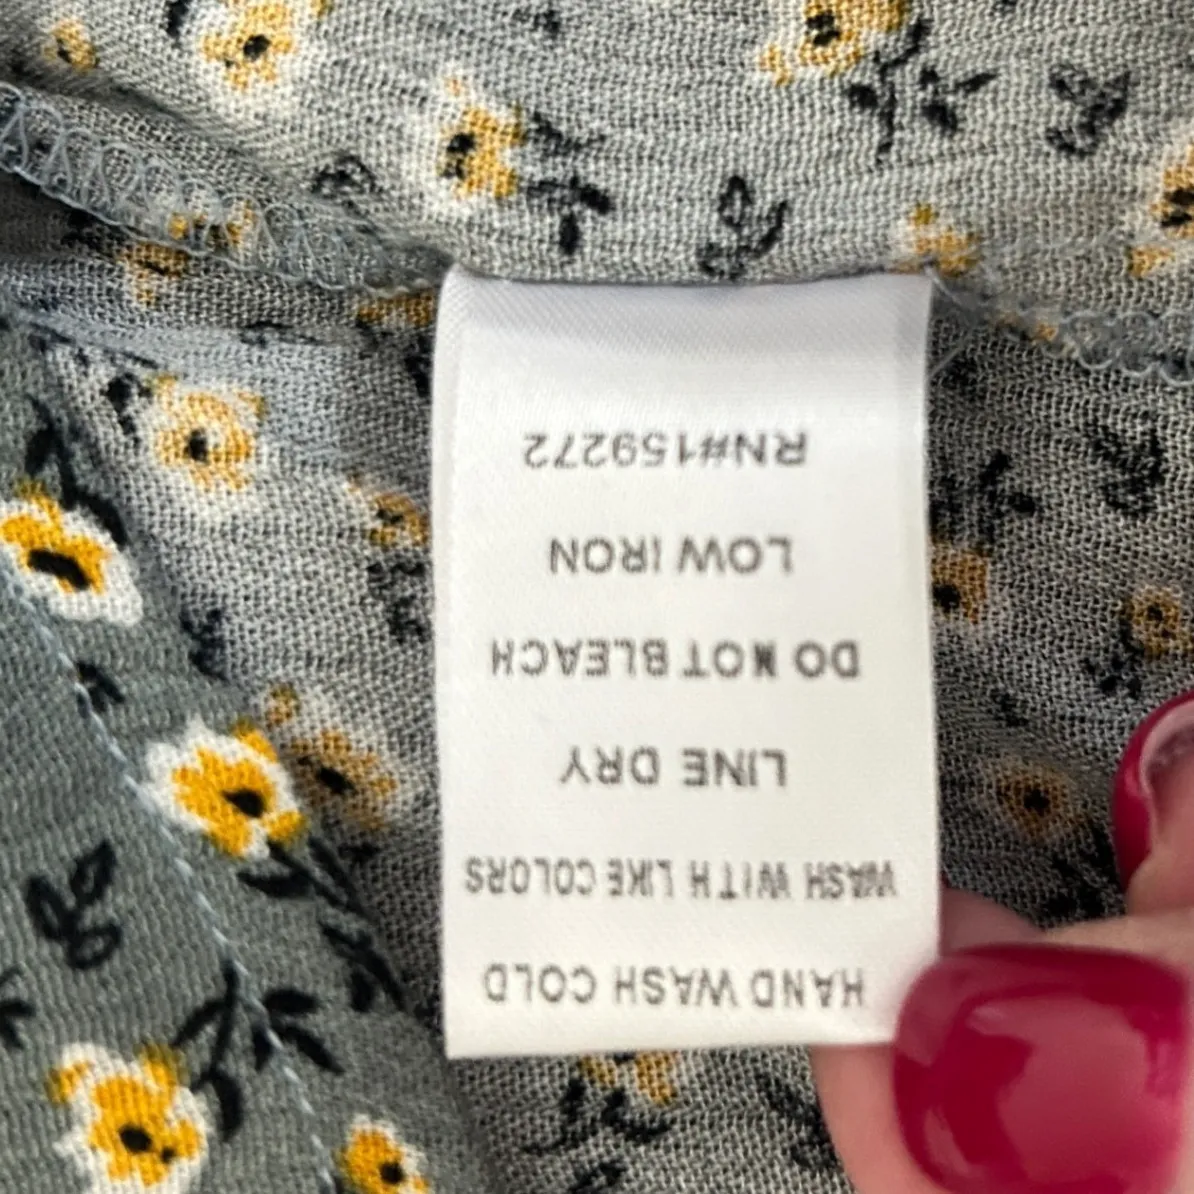 HAND WASH COLD
WASH WITH LIKE COLORS
LINE DRY
DO NOT BLEACH
LOW IRON
RN#159272